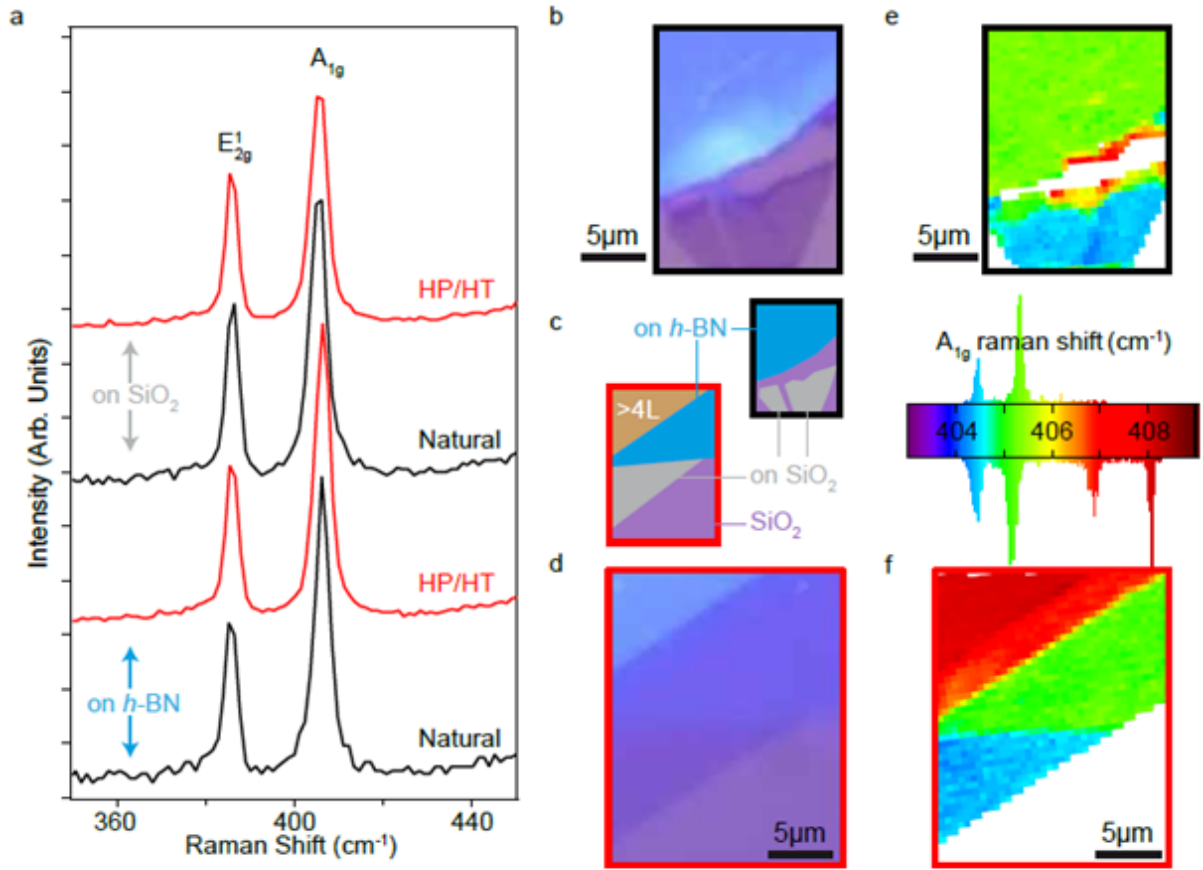 a
Intensity (Arb. Units)
E¹₂g
A₁g
HP/HT
on SiO₂
Natural
HP/HT
on h-BN
Natural
360
400
440
Raman Shift (cm⁻¹)
b
5µm
c
on h-BN
>4L
on SiO₂
SiO₂
d
5µm
e
5µm
A₁g raman shift (cm⁻¹)
404
406
408
f
5µm